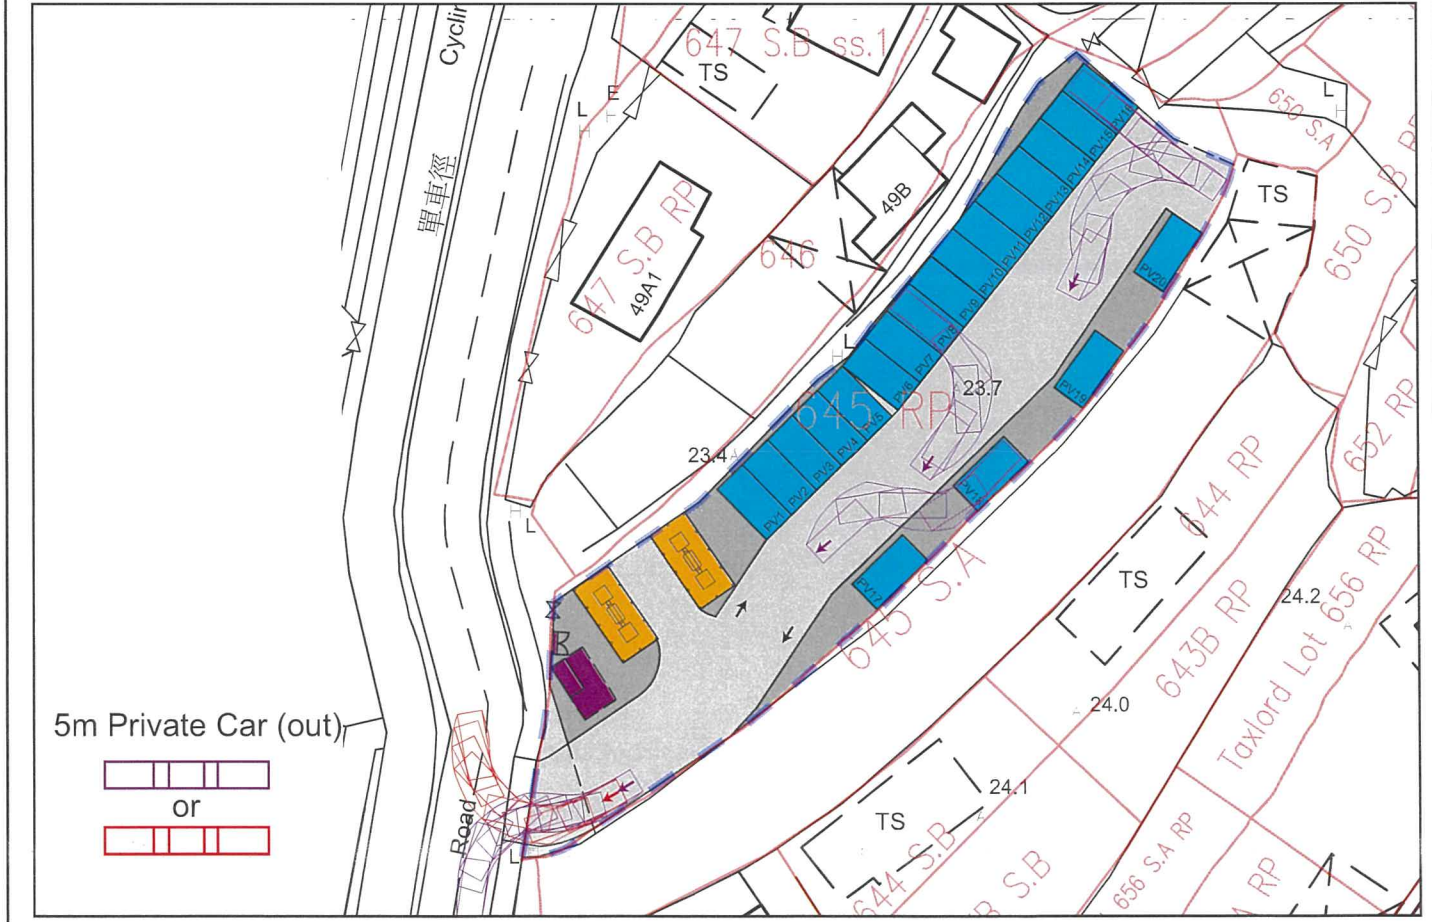 Cyclin
647 S.B ss.1
TS
E
L
H
F
單車徑
647 S.B RP
49A1
49B
646
L
H
650 S.A
L
H
TS
650 S.B RP
652 RP
PV16
PV15
PV14
PV13
PV12
PV11
PV10
PV9
PV8
PV7
PV6
PV5
PV4
PV3
PV2
PV1
PV20
PV19
PV18
PV17
23.7
645 RP
23.4
H
L
645 S.A
644 RP
TS
643B RP
24.2
Taxlord Lot 656 RP
24.0
24.1
TS
644 S.B
S.B
656 S.A RP
RP
Road
L
H
5m Private Car (out)
or